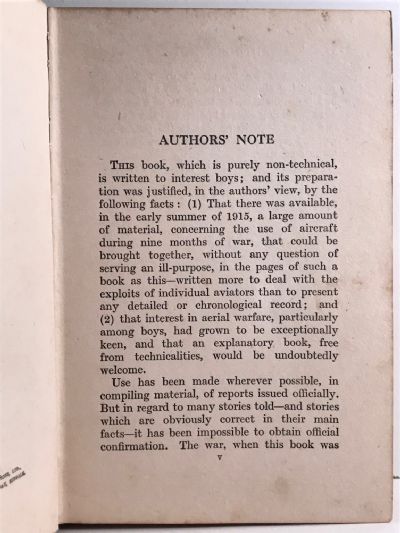 AUTHORS' NOTE
THIS book, which is purely non-technical,
is written to interest boys; and its prepara-
tion was justified, in the authors' view, by the
following facts: (1) That there was available,
in the early summer of 1915, a large amount
of material, concerning the use of aircraft
during nine months of war, that could be
brought together, without any question of
serving an ill-purpose, in the pages of such a
book as this—written more to deal with the
exploits of individual aviators than to present
any detailed or chronological record; and
(2) that interest in aerial warfare, particularly
among boys, had grown to be exceptionally
keen, and that an explanatory book, free
from technicalities, would be undoubtedly
welcome.
Use has been made wherever possible, in
compiling material, of reports issued officially.
But in regard to many stories told—and stories
which are obviously correct in their main
facts—it has been impossible to obtain official
confirmation. The war, when this book was
v